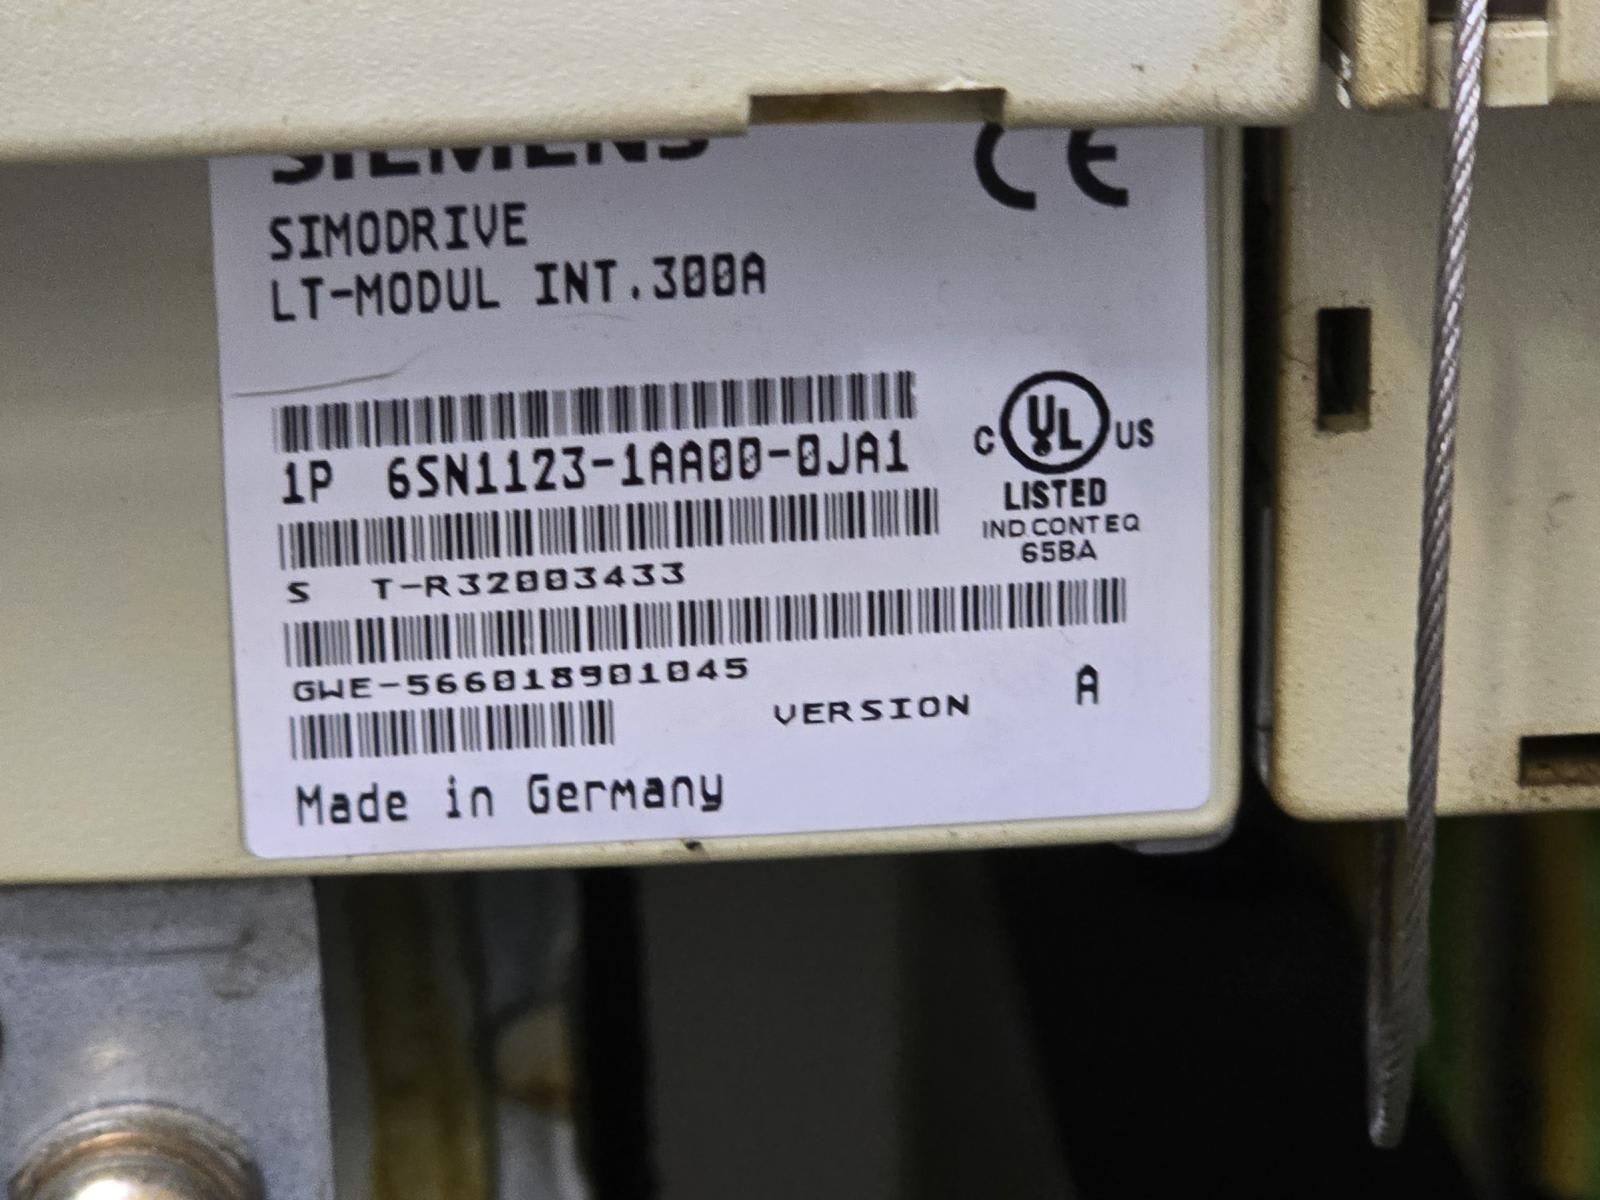 SIEMENS
CE
SIMODRIVE
LT-MODUL INT.300A
1P 6SN1123-1AA00-0JA1
C UL US
LISTED
IND.CONT.EQ
65BA
S T-R32003433
GWE-566018901045
VERSION A
Made in Germany